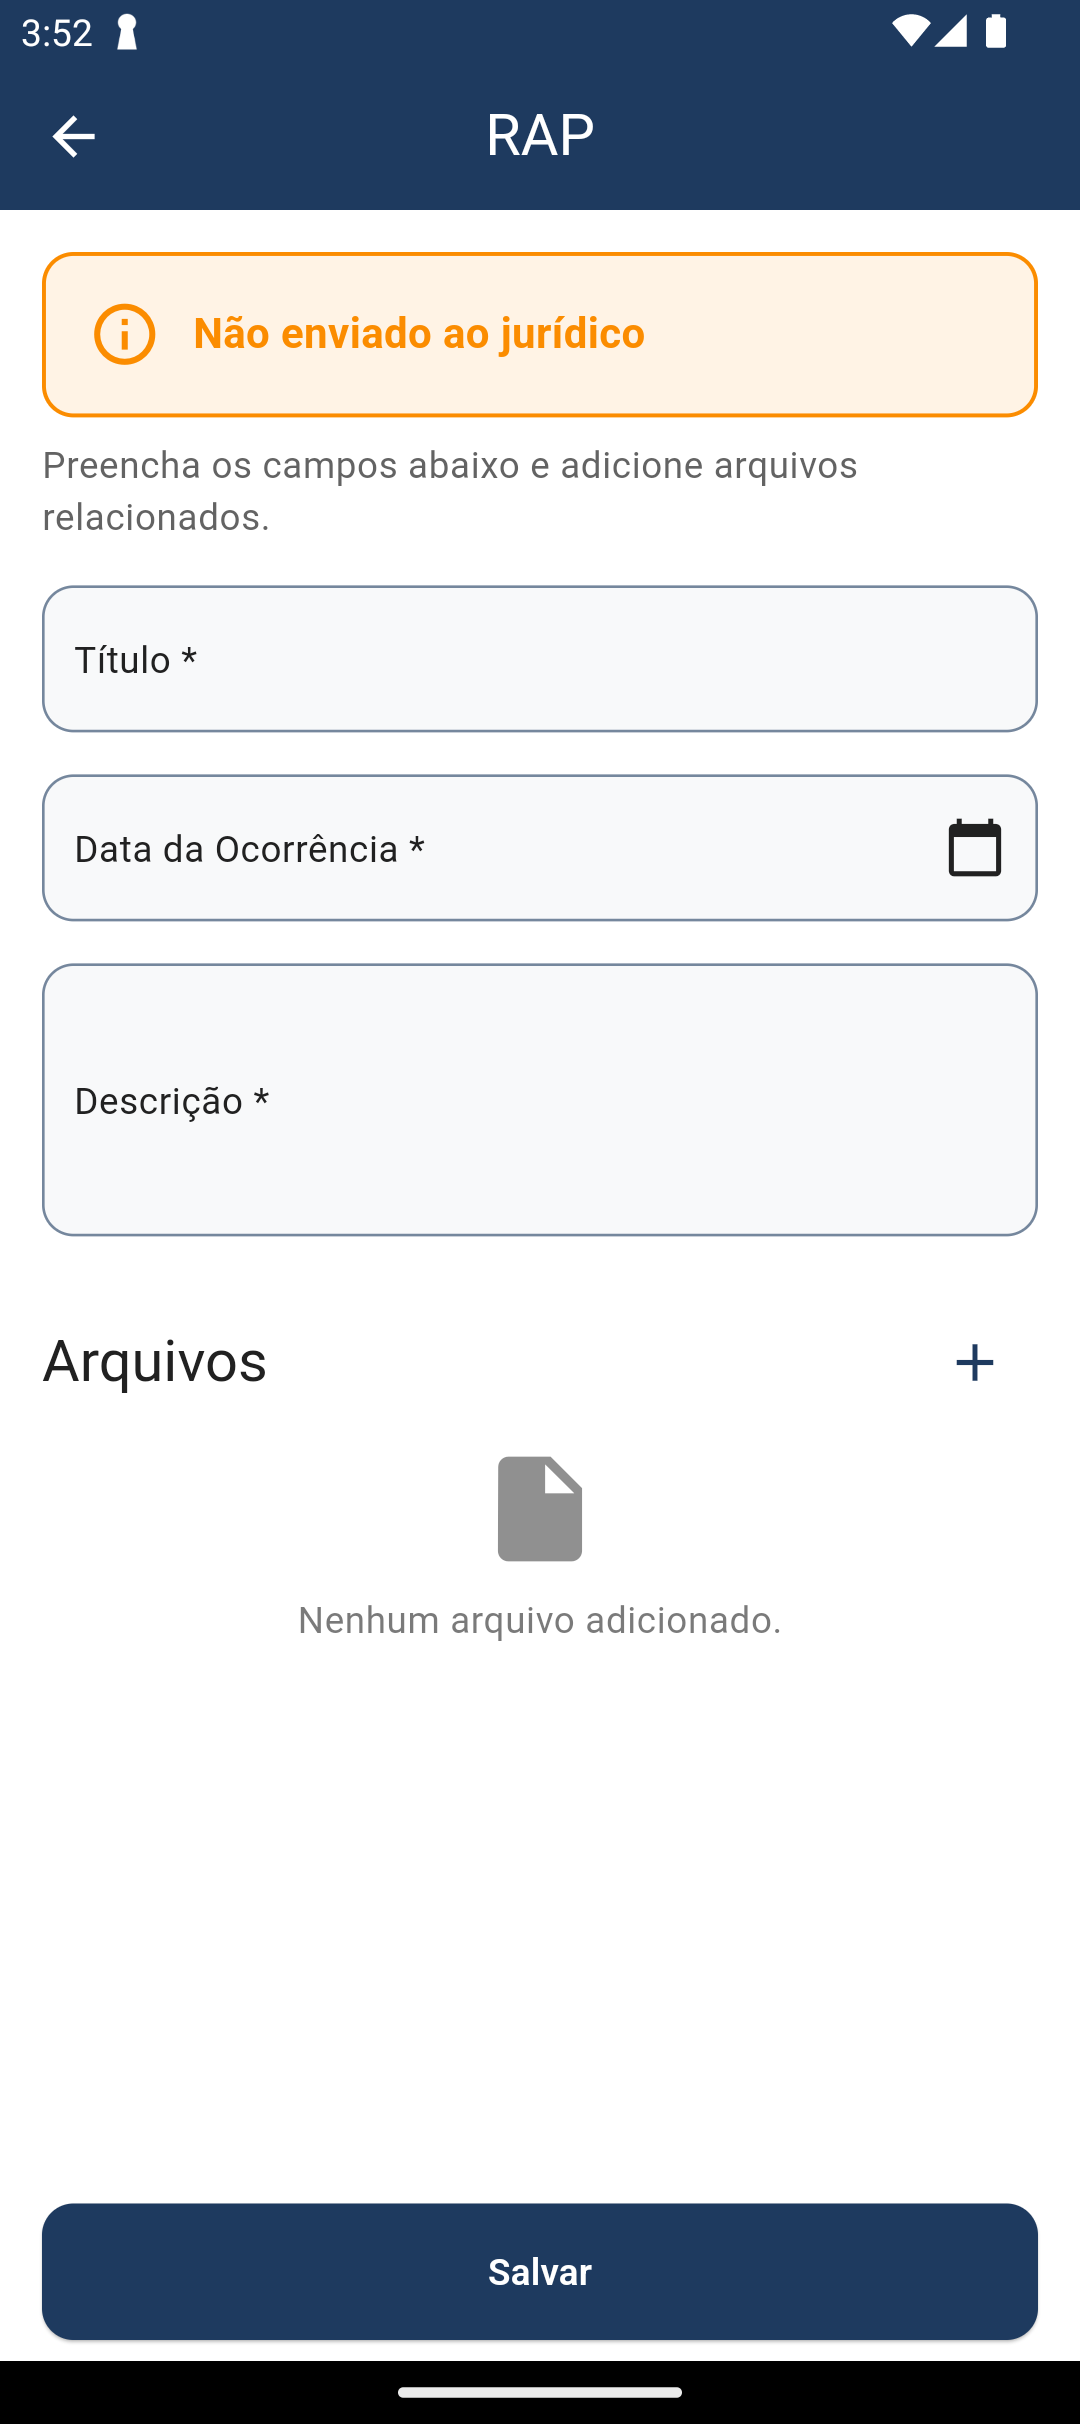 3:52
RAP
Não enviado ao jurídico
Preencha os campos abaixo e adicione arquivos
relacionados.
Título *
Data da Ocorrência *
Descrição *
Arquivos
Nenhum arquivo adicionado.
Salvar